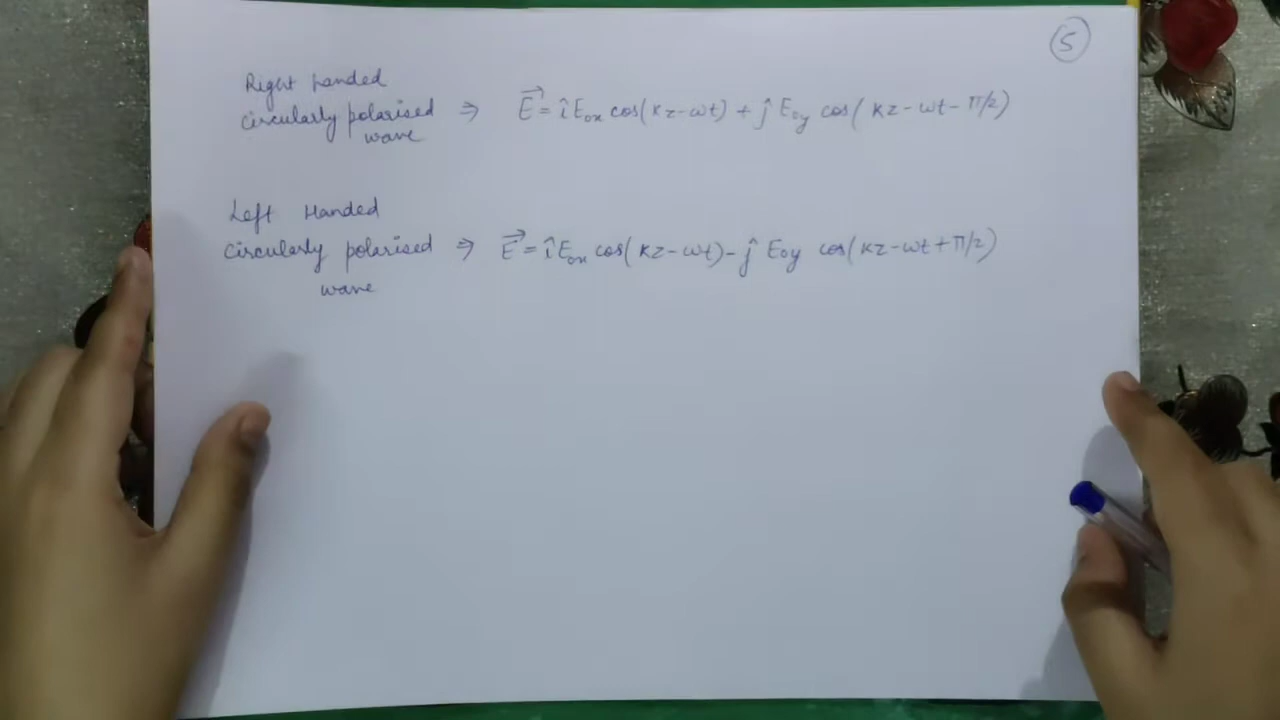 5
Right handed
circularly polarised ⇒ E⃗ = î E₀ₓ cos(kz-ωt) + ĵ E₀y cos(kz-ωt-π/2)
wave
Left Handed
circularly polarised ⇒ E⃗ = î E₀ₓ cos(kz-ωt) - ĵ E₀y cos(kz-ωt+π/2)
wave